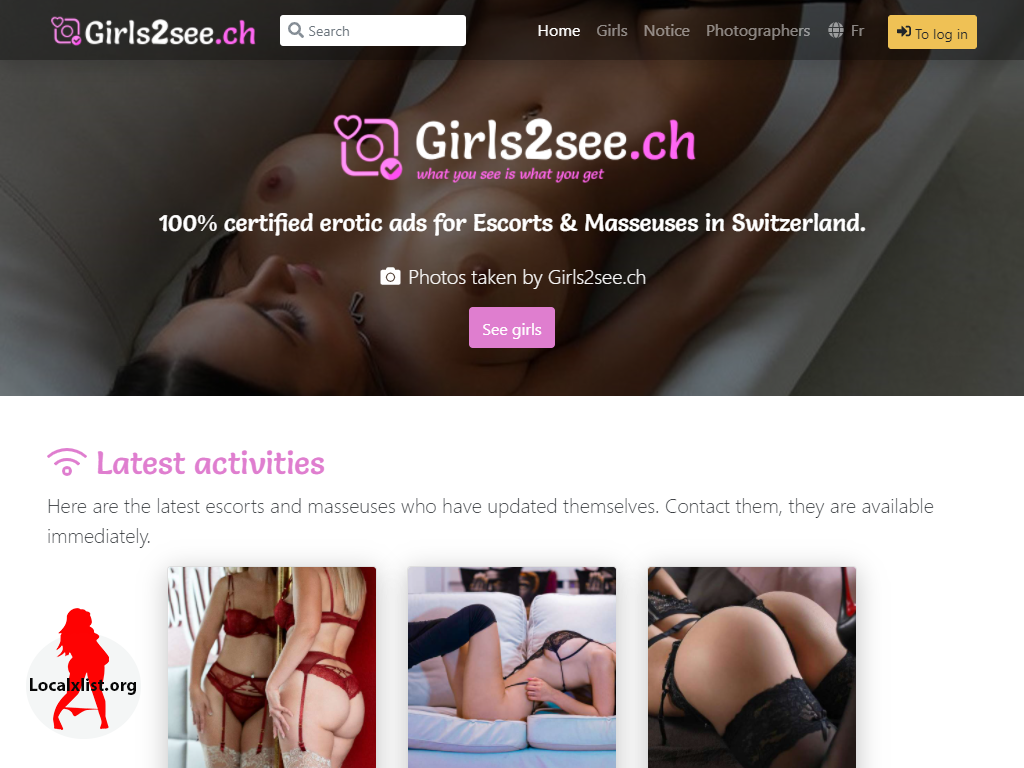 Girls2see.ch
Search
Home
Girls
Notice
Photographers
Fr
To log in
Girls2see.ch
what you see is what you get
100% certified erotic ads for Escorts & Masseuses in Switzerland.
Photos taken by Girls2see.ch
See girls
Latest activities
Here are the latest escorts and masseuses who have updated themselves. Contact them, they are available
immediately.
Localxlist.org